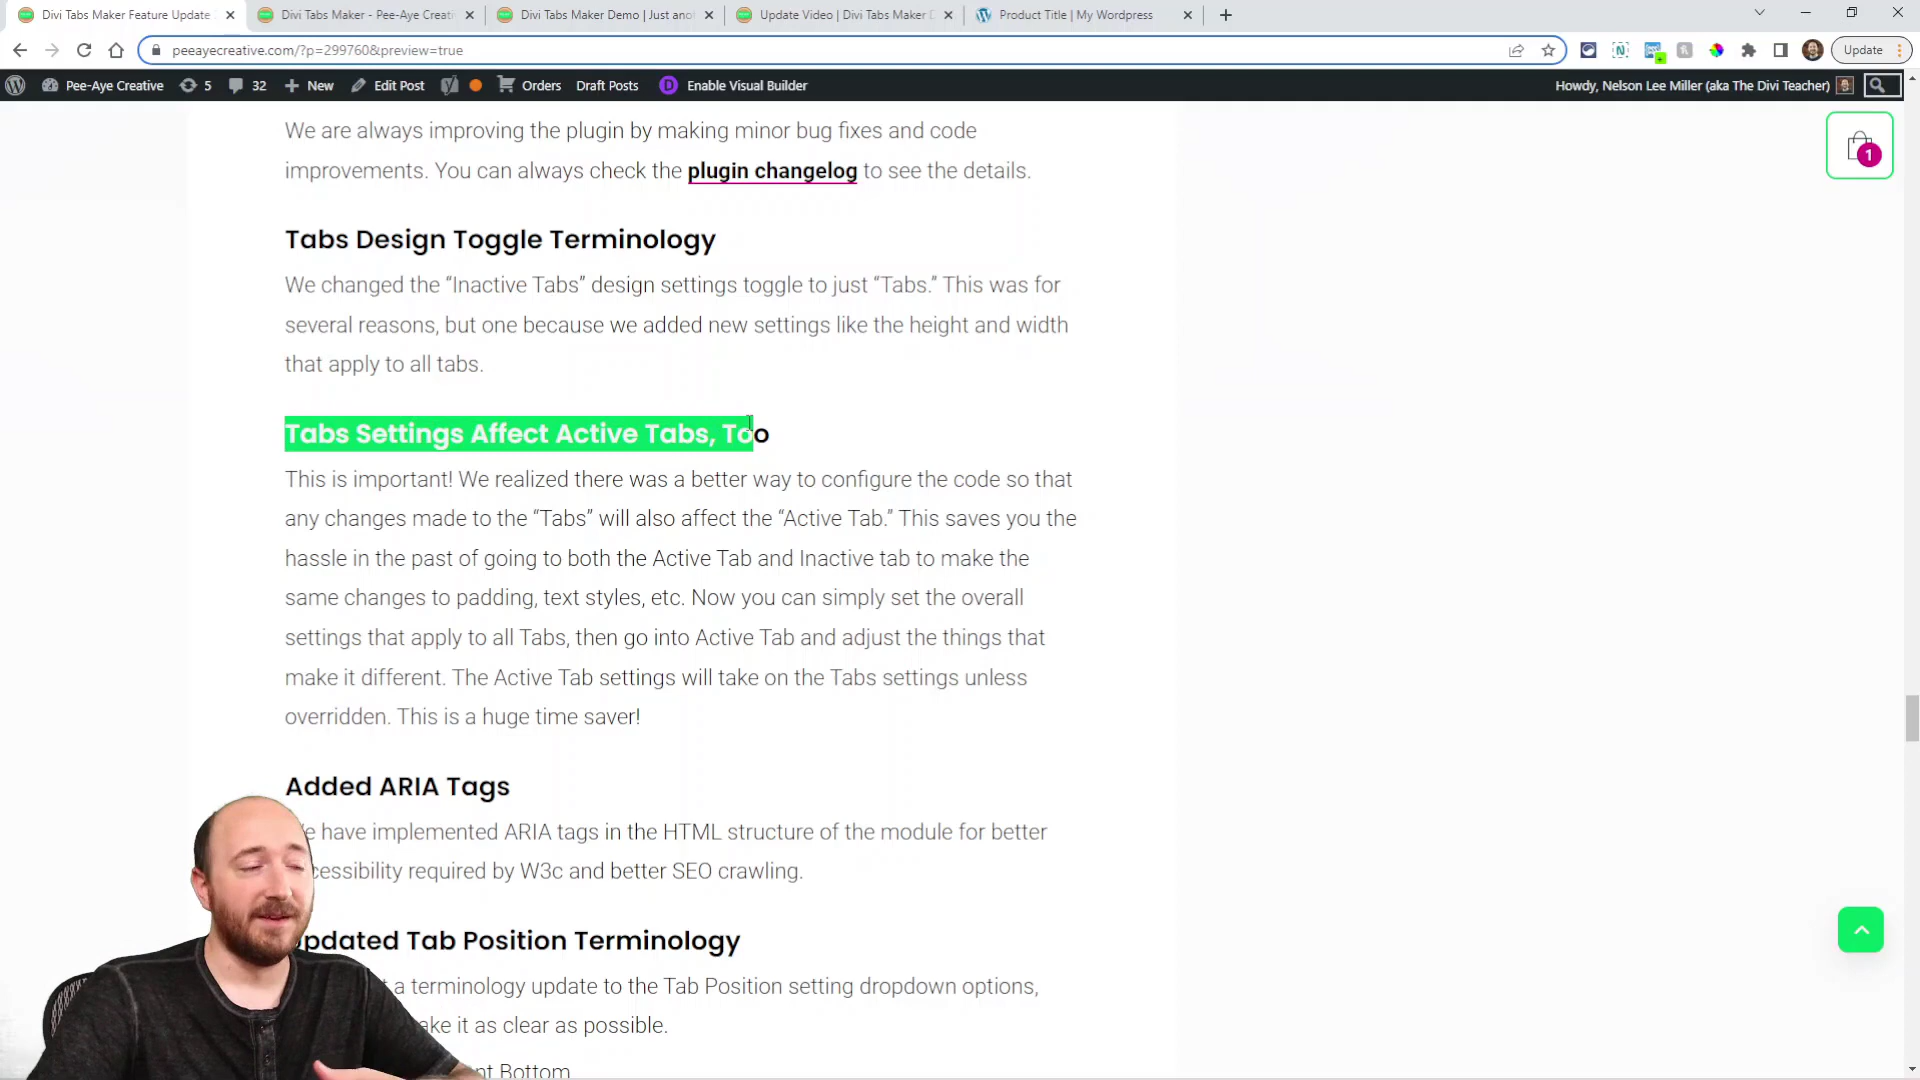 Divi Tabs Maker Feature Update
Divi Tabs Maker - Pee-Aye Creati
Divi Tabs Maker Demo | Just ano
Update Video | Divi Tabs Maker D
Product Title | My Wordpress
peeayecreative.com/?p=299760&preview=true
Update
Pee-Aye Creative
5
32
New
Edit Post
Orders
Draft Posts
Enable Visual Builder
Howdy, Nelson Lee Miller (aka The Divi Teacher)
1
We are always improving the plugin by making minor bug fixes and code
improvements. You can always check the plugin changelog to see the details.
Tabs Design Toggle Terminology
We changed the “Inactive Tabs” design settings toggle to just “Tabs.” This was for
several reasons, but one because we added new settings like the height and width
that apply to all tabs.
Tabs Settings Affect Active Tabs, Too
This is important! We realized there was a better way to configure the code so that
any changes made to the “Tabs” will also affect the “Active Tab.” This saves you the
hassle in the past of going to both the Active Tab and Inactive tab to make the
same changes to padding, text styles, etc. Now you can simply set the overall
settings that apply to all Tabs, then go into Active Tab and adjust the things that
make it different. The Active Tab settings will take on the Tabs settings unless
overridden. This is a huge time saver!
Added ARIA Tags
e have implemented ARIA tags in the HTML structure of the module for better
cessibility required by W3c and better SEO crawling.
pdated Tab Position Terminology
a terminology update to the Tab Position setting dropdown options,
ake it as clear as possible.
nt Bottom